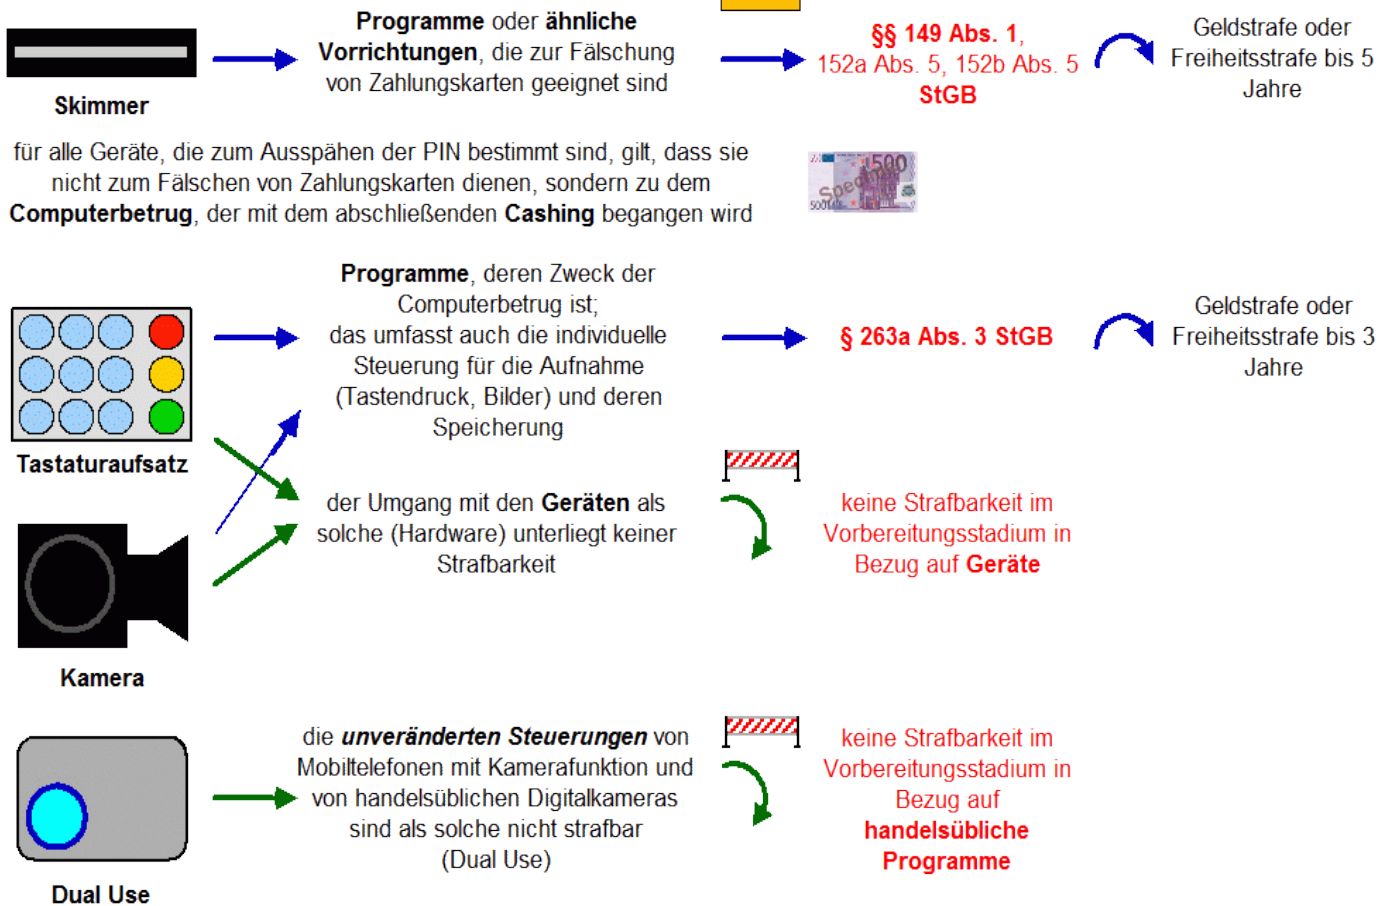 Programme oder ähnliche
Vorrichtungen, die zur Fälschung
von Zahlungskarten geeignet sind
§§ 149 Abs. 1,
152a Abs. 5, 152b Abs. 5
StGB
Geldstrafe oder
Freiheitsstrafe bis 5
Jahre
Skimmer
für alle Geräte, die zum Ausspähen der PIN bestimmt sind, gilt, dass sie
nicht zum Fälschen von Zahlungskarten dienen, sondern zu dem
Computerbetrug, der mit dem abschließenden Cashing begangen wird
500
Specimen
500
Programme, deren Zweck der
Computerbetrug ist;
das umfasst auch die individuelle
Steuerung für die Aufnahme
(Tastendruck, Bilder) und deren
Speicherung
§ 263a Abs. 3 StGB
Geldstrafe oder
Freiheitsstrafe bis 3
Jahre
Tastaturaufsatz
der Umgang mit den Geräten als
solche (Hardware) unterliegt keiner
Strafbarkeit
keine Strafbarkeit im
Vorbereitungsstadium in
Bezug auf Geräte
Kamera
die unveränderten Steuerungen von
Mobiltelefonen mit Kamerafunktion und
von handelsüblichen Digitalkameras
sind als solche nicht strafbar
(Dual Use)
keine Strafbarkeit im
Vorbereitungsstadium in
Bezug auf
handelsübliche
Programme
Dual Use